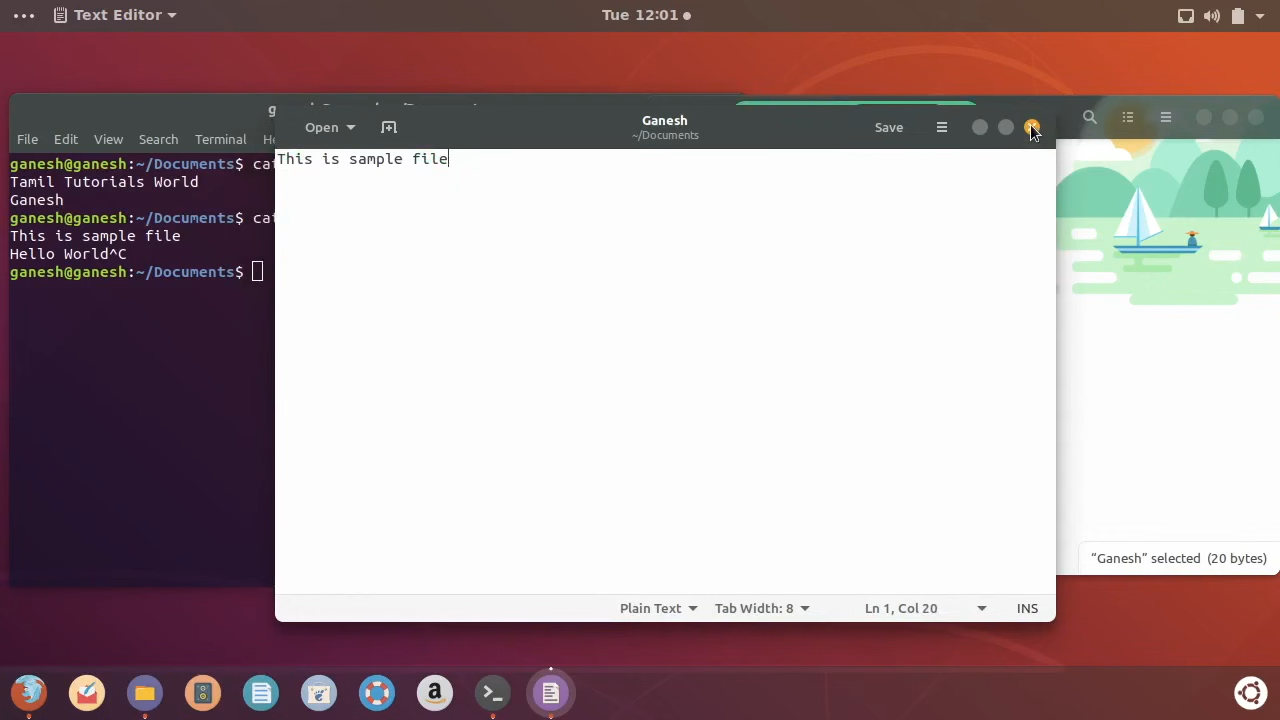 Text Editor
Tue 12:01
File Edit View Search Terminal
ganesh@ganesh:~/Documents$
Tamil Tutorials World
Ganesh
ganesh@ganesh:~/Documents$
This is sample file
Hello World^C
ganesh@ganesh:~/Documents$
Open
Ganesh
~/Documents
Save
This is sample file
Plain Text
Tab Width: 8
Ln 1, Col 20
INS
“Ganesh” selected (20 bytes)